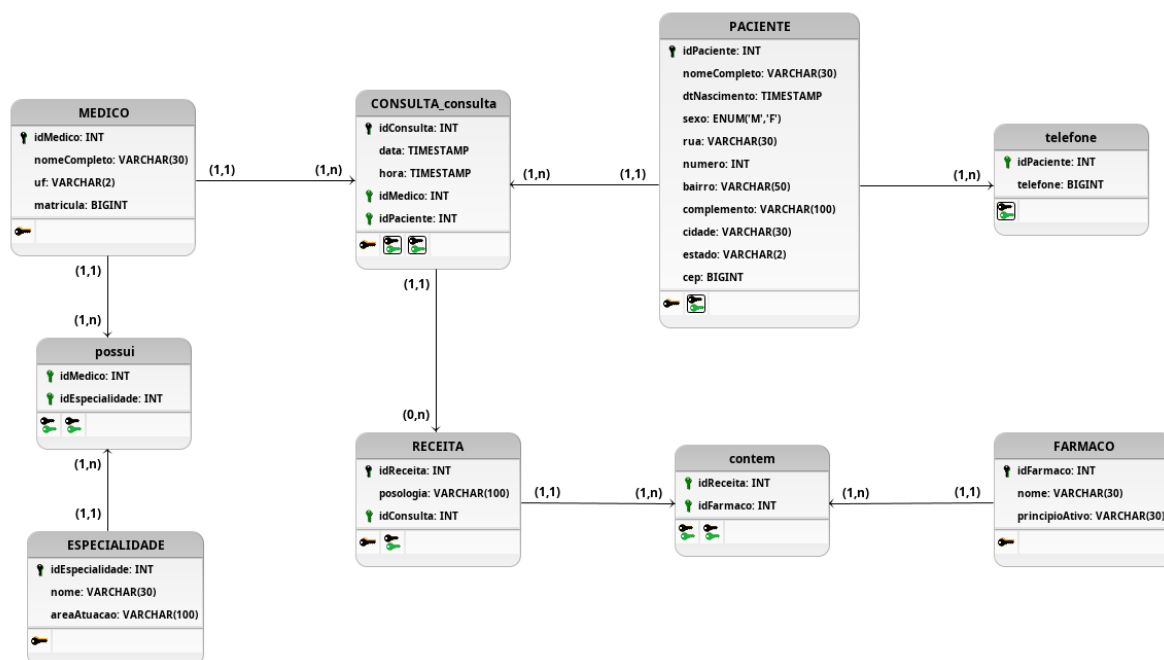 PACIENTE
idPaciente: INT
nomeCompleto: VARCHAR(30)
dtNascimento: TIMESTAMP
sexo: ENUM('M','F')
rua: VARCHAR(30)
numero: INT
bairro: VARCHAR(50)
complemento: VARCHAR(100)
cidade: VARCHAR(30)
estado: VARCHAR(2)
cep: BIGINT
MEDICO
idMedico: INT
nomeCompleto: VARCHAR(30)
uf: VARCHAR(2)
matricula: BIGINT
(1,1)
(1,n)
CONSULTA_consulta
idConsulta: INT
data: TIMESTAMP
hora: TIMESTAMP
idMedico: INT
idPaciente: INT
(1,n)
(1,1)
(1,n)
telefone
idPaciente: INT
telefone: BIGINT
(1,1)
(1,n)
possui
idMedico: INT
idEspecialidade: INT
(1,n)
(1,1)
ESPECIALIDADE
idEspecialidade: INT
nome: VARCHAR(30)
areaAtuacao: VARCHAR(100)
(1,1)
(0,n)
RECEITA
idReceita: INT
posologia: VARCHAR(100)
idConsulta: INT
(1,1)
(1,n)
contem
idReceita: INT
idFarmaco: INT
(1,n)
(1,1)
FARMACO
idFarmaco: INT
nome: VARCHAR(30)
principioAtivo: VARCHAR(30)